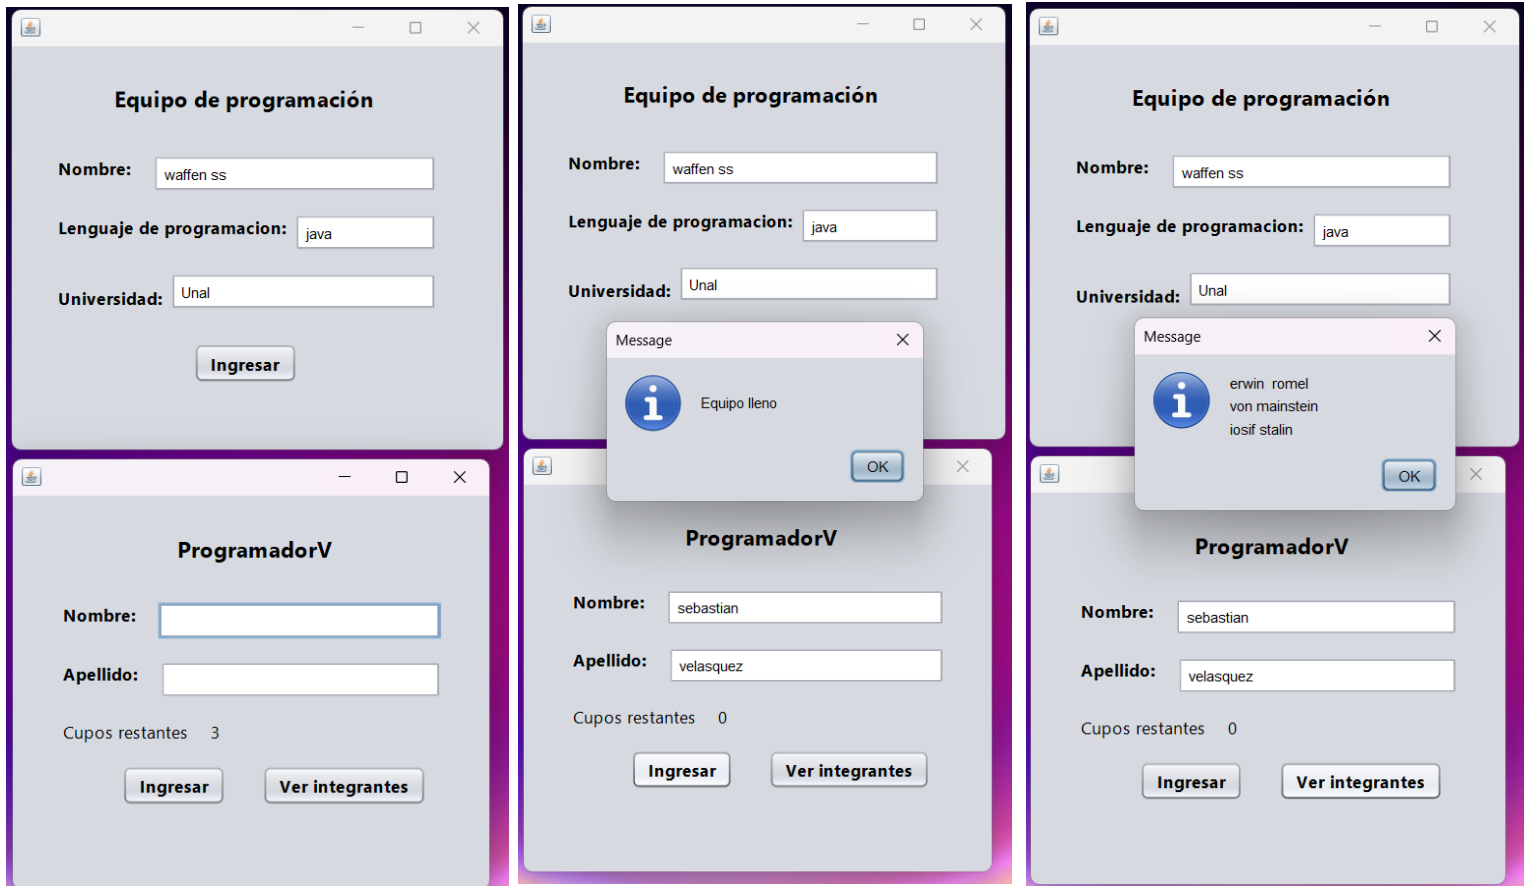 Equipo de programación
Nombre: waffen ss
Lenguaje de programacion: java
Universidad: Unal
Ingresar
ProgramadorV
Nombre:
Apellido:
Cupos restantes 3
Ingresar Ver integrantes
Equipo de programación
Nombre: waffen ss
Lenguaje de programacion: java
Universidad: Unal
Message
Equipo lleno
OK
ProgramadorV
Nombre: sebastian
Apellido: velasquez
Cupos restantes 0
Ingresar Ver integrantes
Equipo de programación
Nombre: waffen ss
Lenguaje de programacion: java
Universidad: Unal
Message
erwin romel
von mainstein
iosif stalin
OK
ProgramadorV
Nombre: sebastian
Apellido: velasquez
Cupos restantes 0
Ingresar Ver integrantes